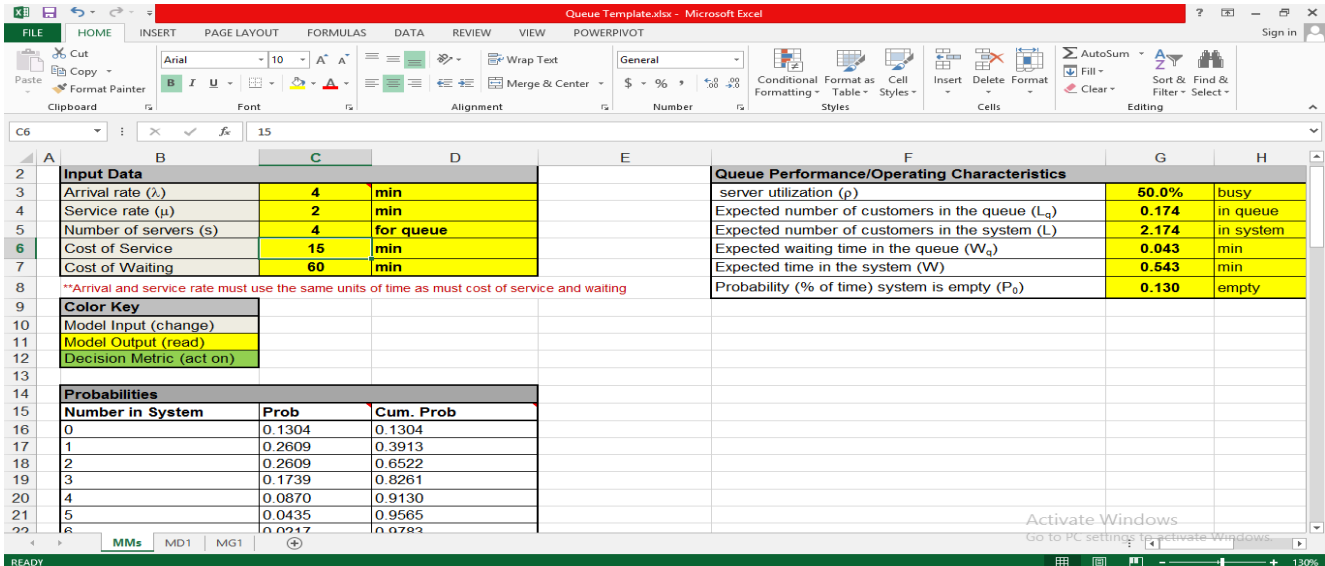 Queue Template.xlsx - Microsoft Excel
FILE HOME INSERT PAGE LAYOUT FORMULAS DATA REVIEW VIEW POWERPIVOT Sign in
Cut
Copy
Format Painter
Paste
Clipboard
Arial 10
B I U
Font
Wrap Text
Merge & Center
Alignment
General
$ % ,
Number
Conditional Formatting
Format as Table
Cell Styles
Styles
Insert Delete Format
Cells
AutoSum
Fill
Clear
Sort & Filter
Find & Select
Editing
C6 fx 15
A B C D E F G H
2 Input Data Queue Performance/Operating Characteristics
3 Arrival rate (λ) 4 min server utilization (ρ) 50.0% busy
4 Service rate (μ) 2 min Expected number of customers in the queue (Lq) 0.174 in queue
5 Number of servers (s) 4 for queue Expected number of customers in the system (L) 2.174 in system
6 Cost of Service 15 min Expected waiting time in the queue (Wq) 0.043 min
7 Cost of Waiting 60 min Expected time in the system (W) 0.543 min
8 **Arrival and service rate must use the same units of time as must cost of service and waiting Probability (% of time) system is empty (P0) 0.130 empty
9 Color Key
10 Model Input (change)
11 Model Output (read)
12 Decision Metric (act on)
13
14 Probabilities
15 Number in System Prob Cum. Prob
16 0 0.1304 0.1304
17 1 0.2609 0.3913
18 2 0.2609 0.6522
19 3 0.1739 0.8261
20 4 0.0870 0.9130
21 5 0.0435 0.9565
22 6 0.0217 0.9783
Activate Windows
Go to PC settings to activate Windows.
MMs MD1 MG1
READY 130%